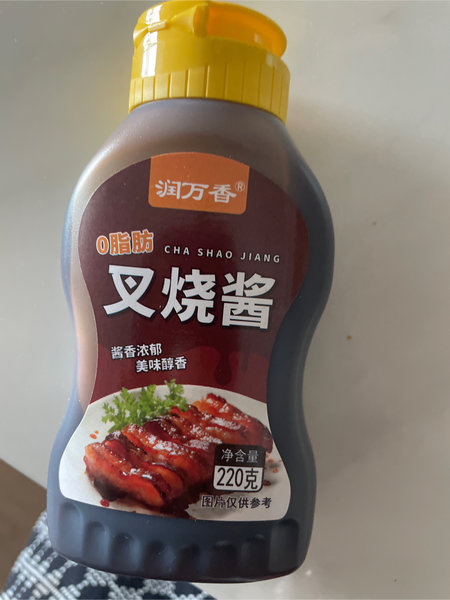 润万香®
0脂肪
CHA SHAO JIANG
叉烧酱
酱香浓郁
美味醇香
净含量
220克
图片仅供参考